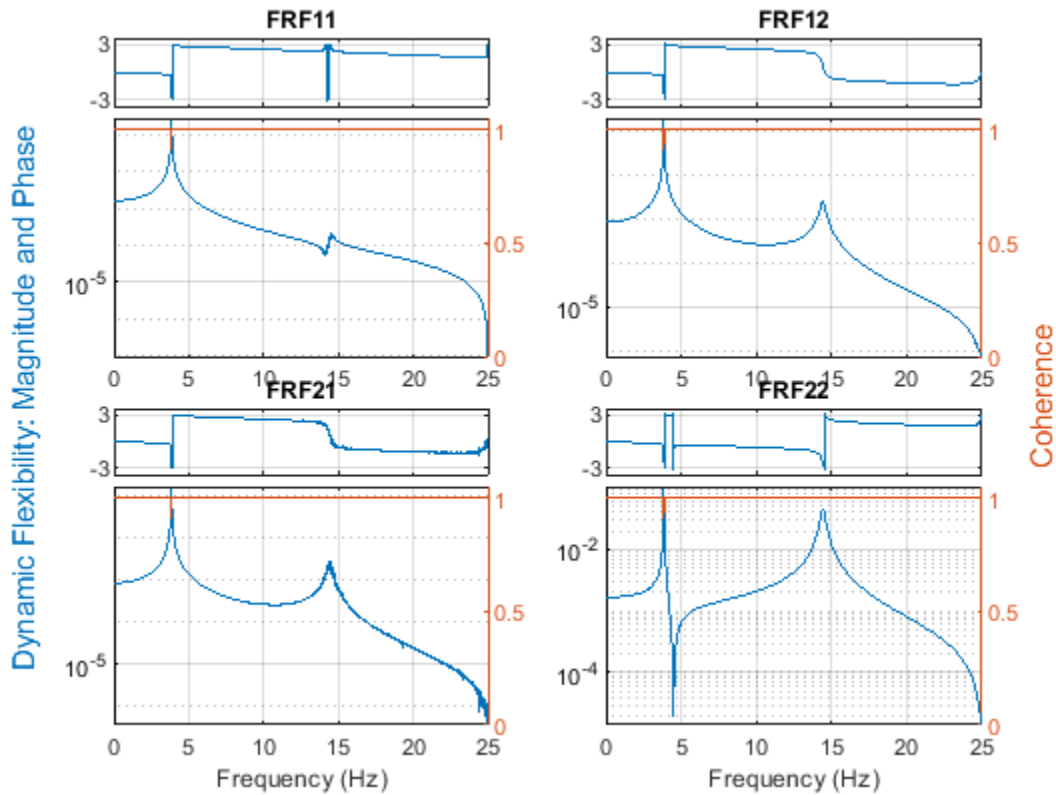 FRF11
FRF12
3
-3
3
-3
Dynamic Flexibility: Magnitude and Phase
10^-5
1
0.5
0
10^-5
1
0.5
0
0 5 10 15 20 25
0 5 10 15 20 25
FRF21
FRF22
3
-3
3
-3
10^-5
1
0.5
0
10^-2
10^-4
1
0.5
0
Coherence
0 5 10 15 20 25
0 5 10 15 20 25
Frequency (Hz)
Frequency (Hz)